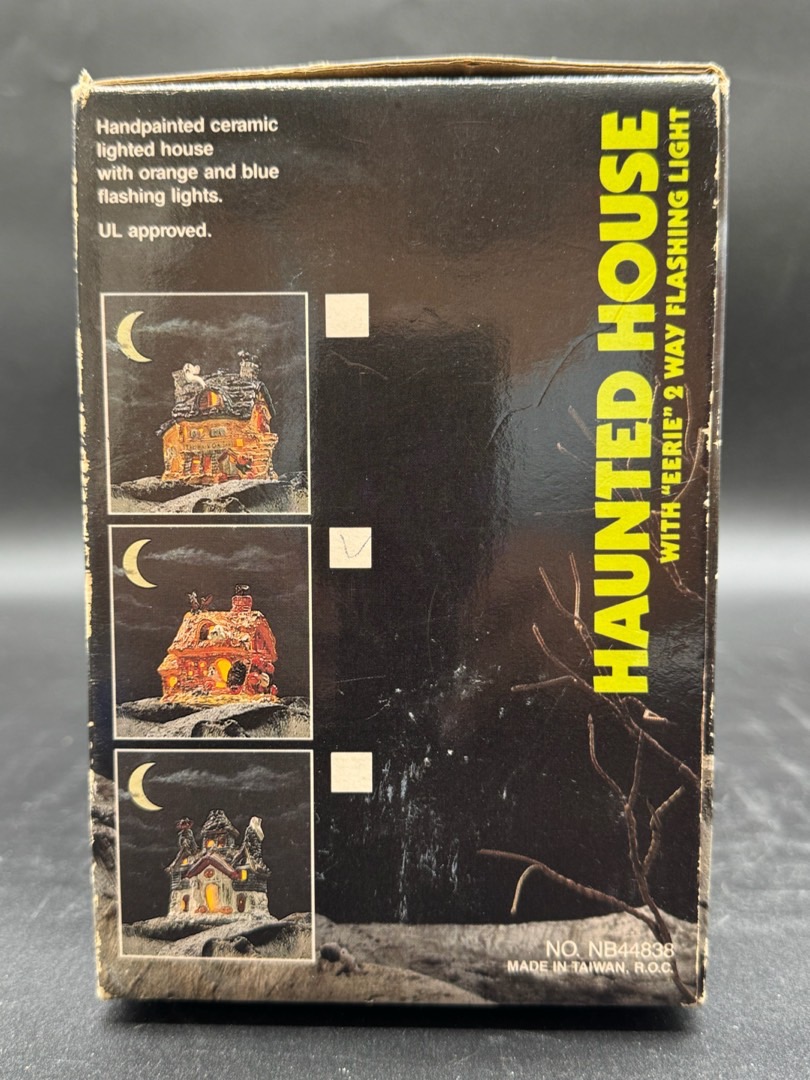 Handpainted ceramic
lighted house
with orange and blue
flashing lights.
UL approved.
HAUNTED HOUSE
WITH "EERIE" 2 WAY FLASHING LIGHT
NO. NB44838
MADE IN TAIWAN, R.O.C.